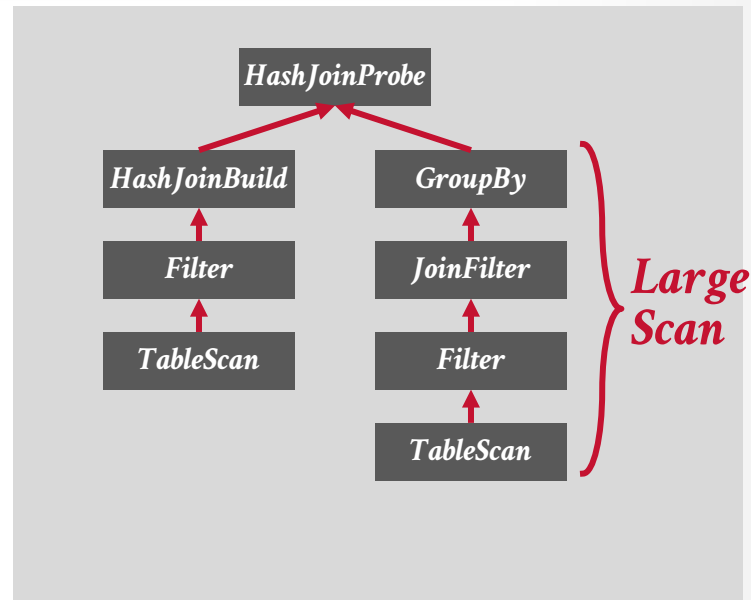 HashJoinProbe
HashJoinBuild
GroupBy
Filter
JoinFilter
TableScan
Filter
TableScan
Large
Scan